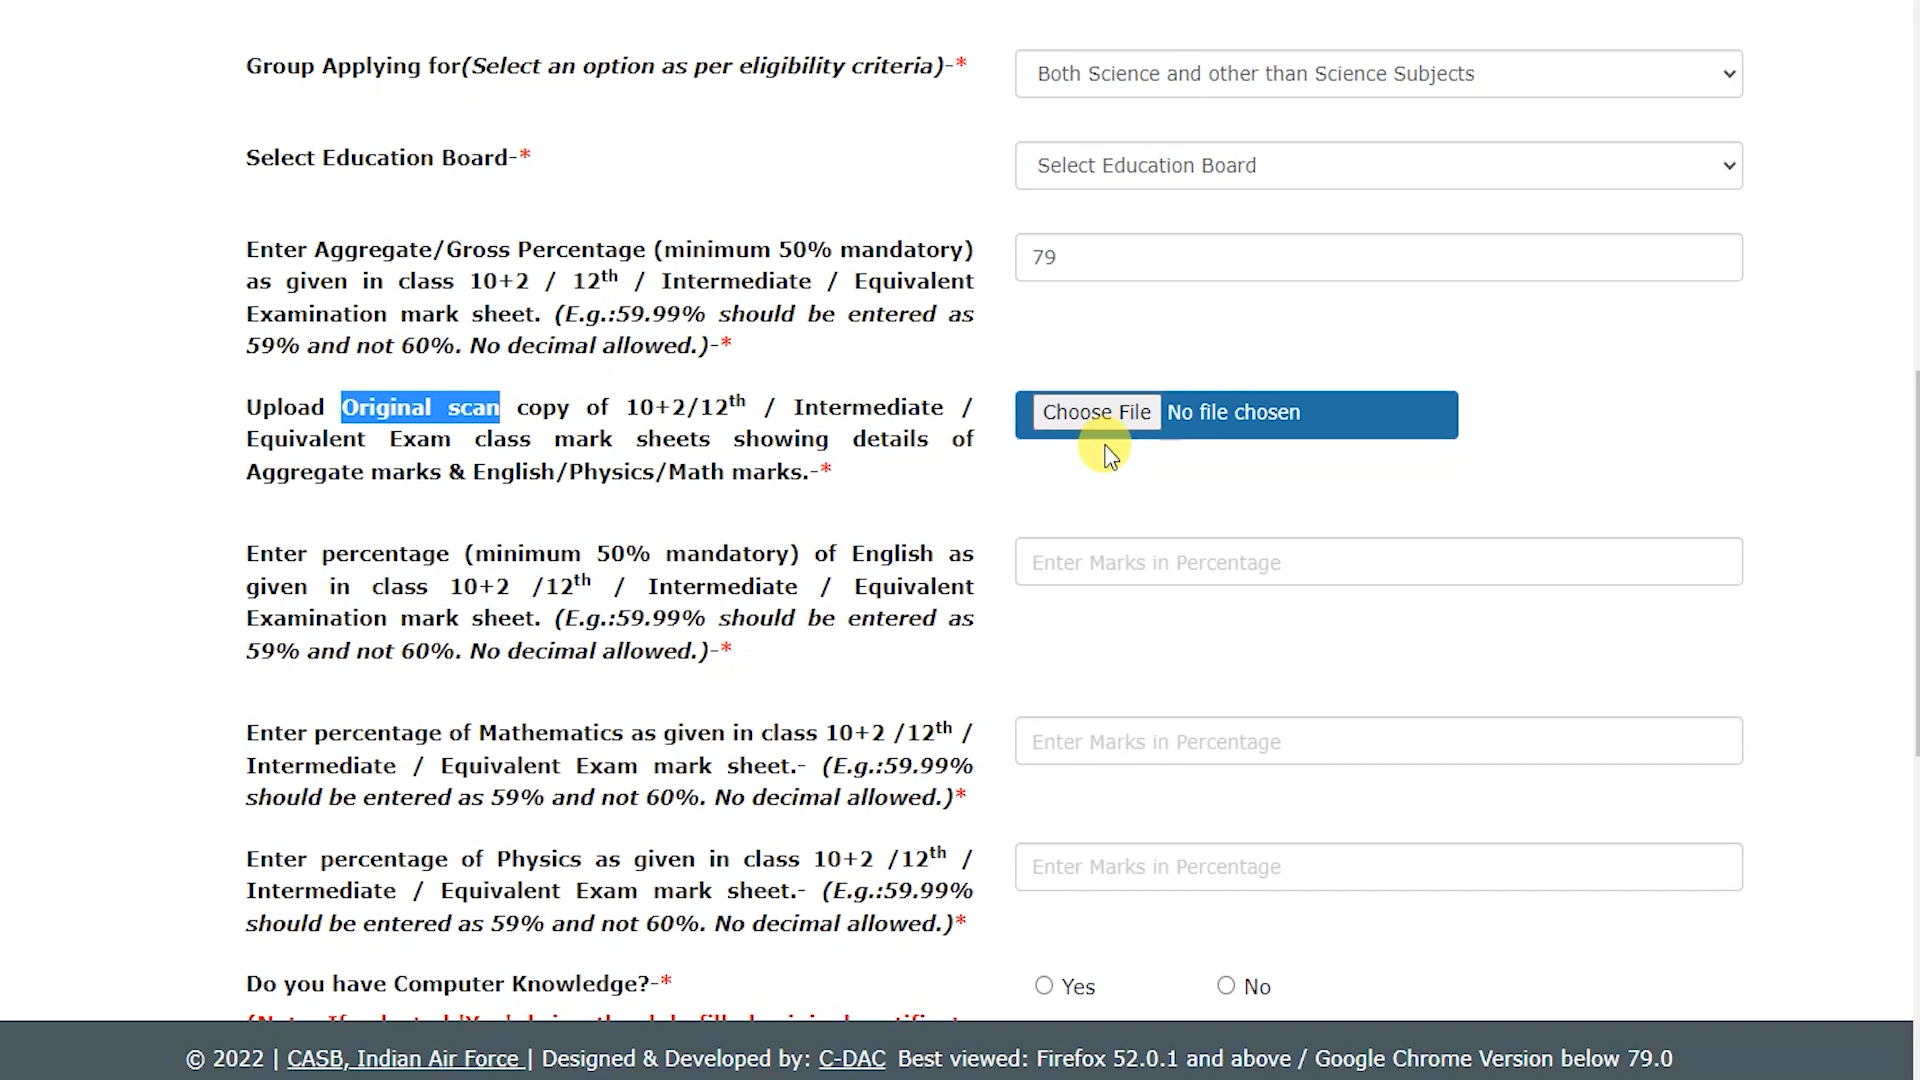 Group Applying for(Select an option as per eligibility criteria)-*
Both Science and other than Science Subjects
Select Education Board-*
Select Education Board
Enter Aggregate/Gross Percentage (minimum 50% mandatory)
as given in class 10+2 / 12th / Intermediate / Equivalent
Examination mark sheet. (E.g.:59.99% should be entered as
59% and not 60%. No decimal allowed.)-*
79
Upload Original scan copy of 10+2/12th / Intermediate /
Equivalent Exam class mark sheets showing details of
Aggregate marks & English/Physics/Math marks.-*
Choose File No file chosen
Enter percentage (minimum 50% mandatory) of English as
given in class 10+2 /12th / Intermediate / Equivalent
Examination mark sheet. (E.g.:59.99% should be entered as
59% and not 60%. No decimal allowed.)-*
Enter Marks in Percentage
Enter percentage of Mathematics as given in class 10+2 /12th /
Intermediate / Equivalent Exam mark sheet.- (E.g.:59.99%
should be entered as 59% and not 60%. No decimal allowed.)*
Enter Marks in Percentage
Enter percentage of Physics as given in class 10+2 /12th /
Intermediate / Equivalent Exam mark sheet.- (E.g.:59.99%
should be entered as 59% and not 60%. No decimal allowed.)*
Enter Marks in Percentage
Do you have Computer Knowledge?-*
Yes No
© 2022 | CASB, Indian Air Force | Designed & Developed by: C-DAC Best viewed: Firefox 52.0.1 and above / Google Chrome Version below 79.0